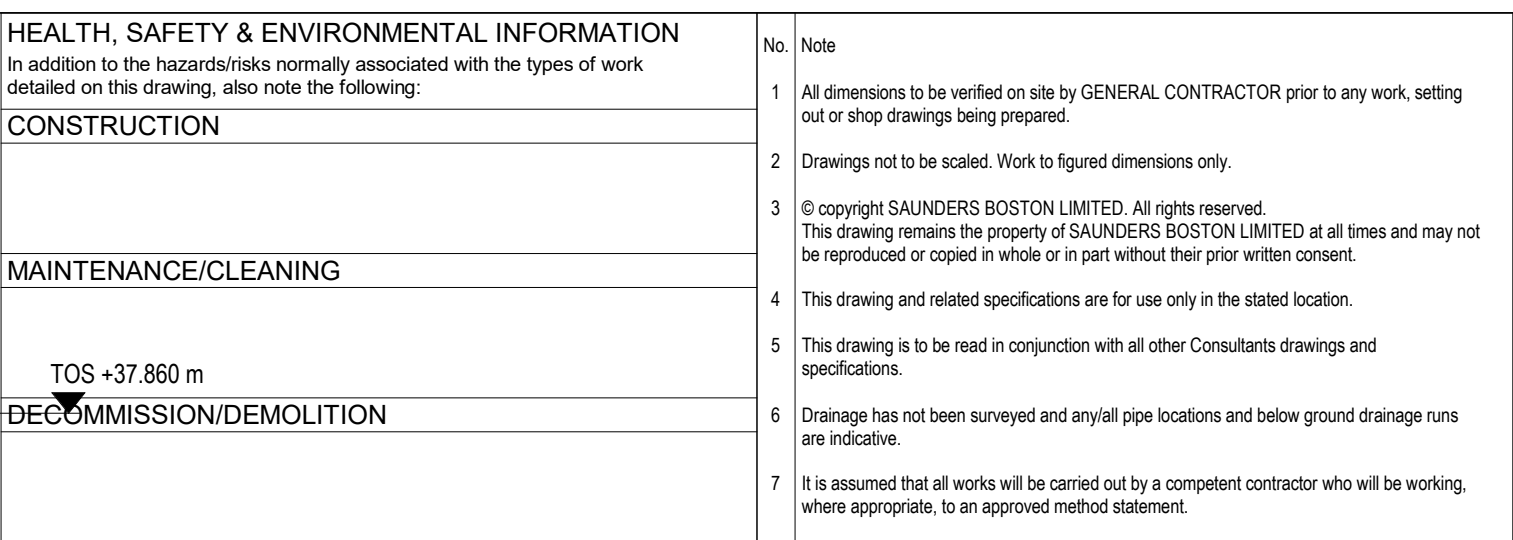 HEALTH, SAFETY & ENVIRONMENTAL INFORMATION
In addition to the hazards/risks normally associated with the types of work
detailed on this drawing, also note the following:
CONSTRUCTION
MAINTENANCE/CLEANING
TOS +37.860 m
DECOMMISSION/DEMOLITION
No. Note
1 All dimensions to be verified on site by GENERAL CONTRACTOR prior to any work, setting
out or shop drawings being prepared.
2 Drawings not to be scaled. Work to figured dimensions only.
3 © copyright SAUNDERS BOSTON LIMITED. All rights reserved.
This drawing remains the property of SAUNDERS BOSTON LIMITED at all times and may not
be reproduced or copied in whole or in part without their prior written consent.
4 This drawing and related specifications are for use only in the stated location.
5 This drawing is to be read in conjunction with all other Consultants drawings and
specifications.
6 Drainage has not been surveyed and any/all pipe locations and below ground drainage runs
are indicative.
7 It is assumed that all works will be carried out by a competent contractor who will be working,
where appropriate, to an approved method statement.